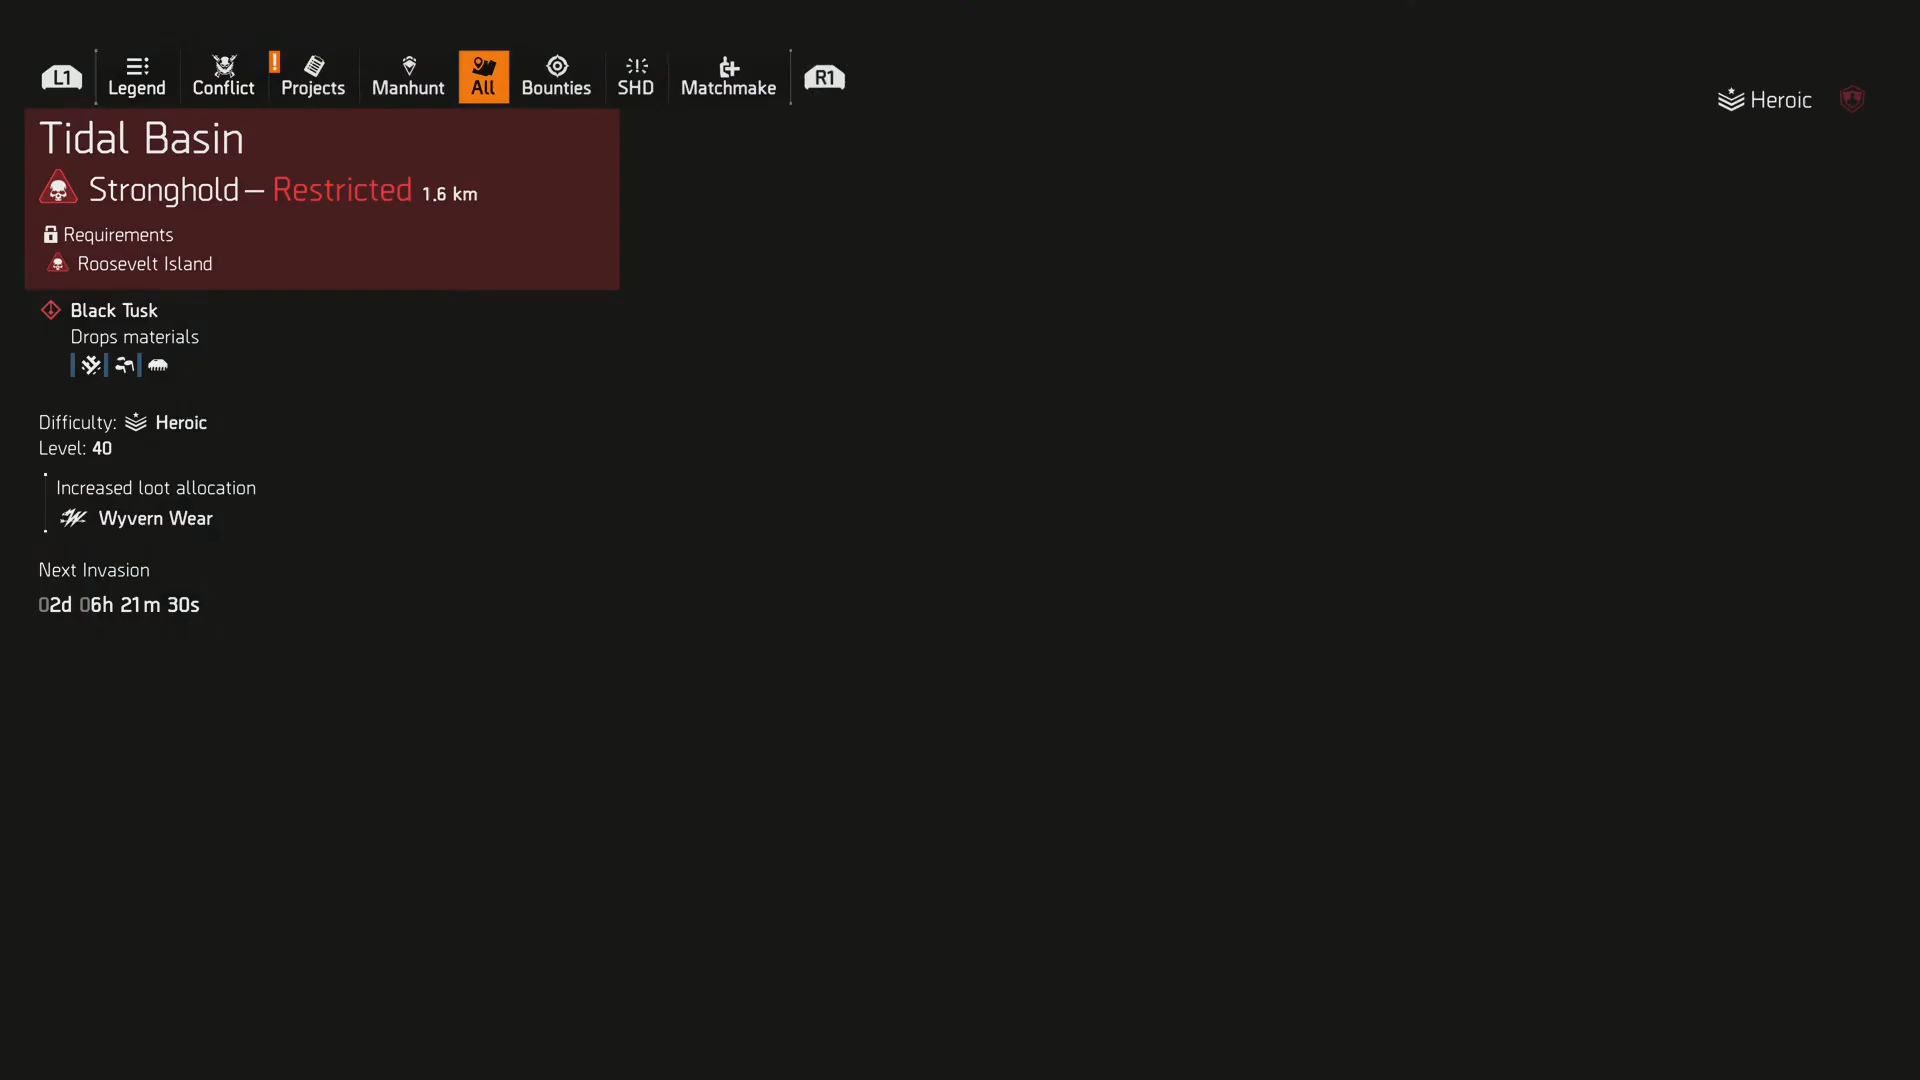 L1 Legend Conflict ! Projects Manhunt All Bounties SHD Matchmake R1
Heroic
Tidal Basin
Stronghold — Restricted 1.6 km
Requirements
Roosevelt Island
Black Tusk
Drops materials
Difficulty: Heroic
Level: 40
Increased loot allocation
Wyvern Wear
Next Invasion
02d 06h 21m 30s